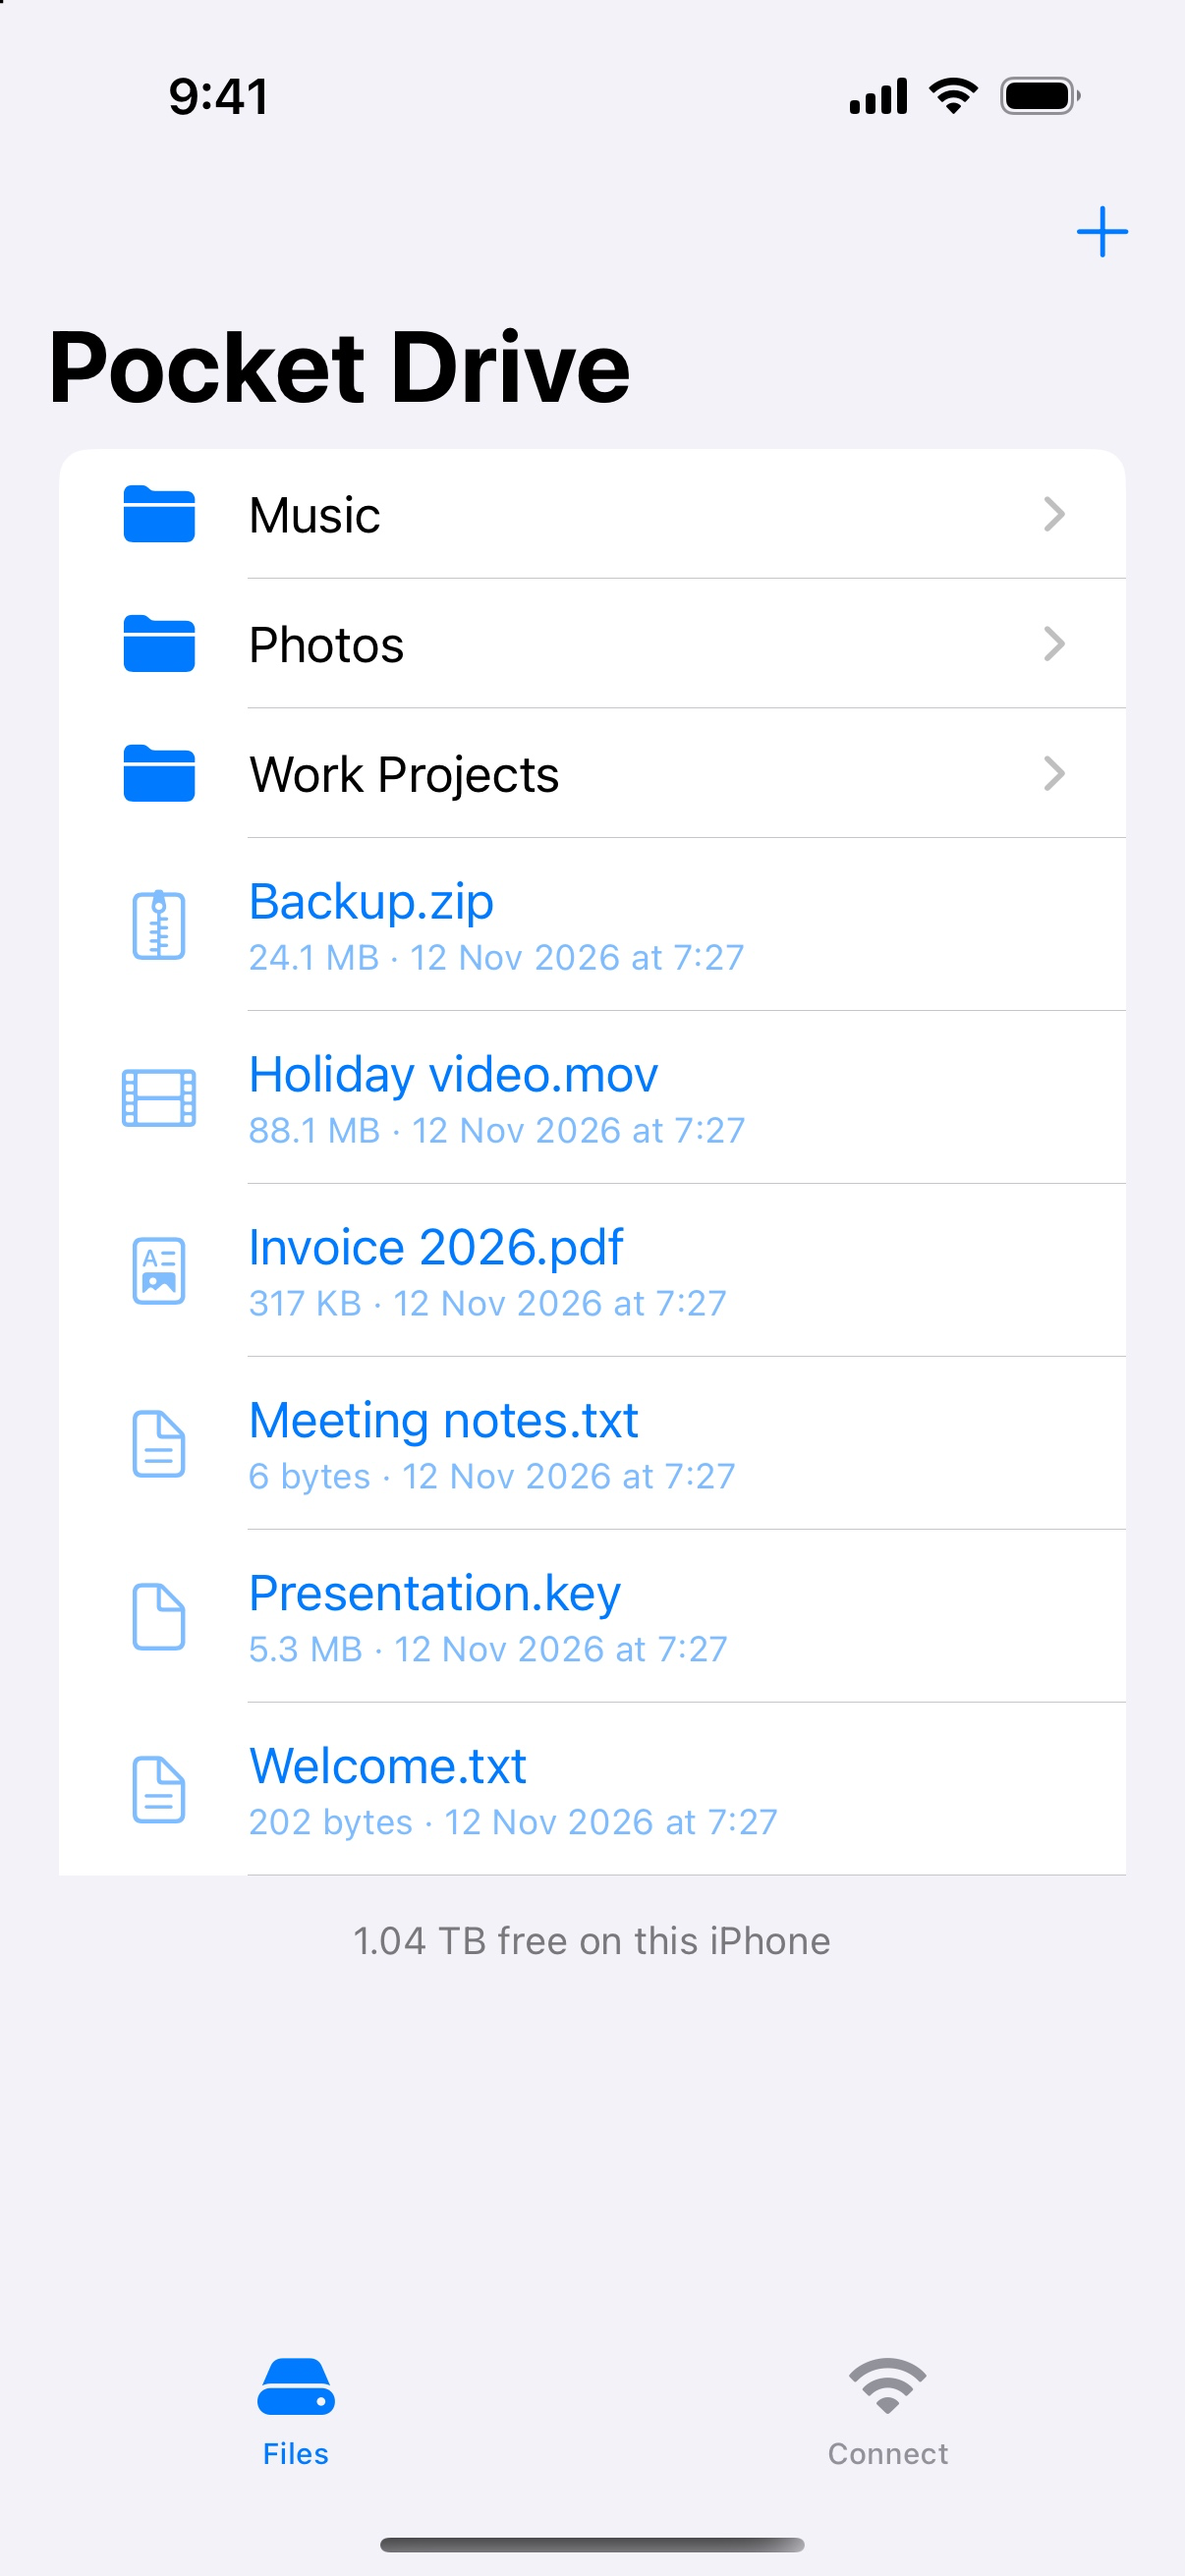 9:41
Pocket Drive
Music
Photos
Work Projects
Backup.zip
24.1 MB · 12 Nov 2026 at 7:27
Holiday video.mov
88.1 MB · 12 Nov 2026 at 7:27
Invoice 2026.pdf
317 KB · 12 Nov 2026 at 7:27
Meeting notes.txt
6 bytes · 12 Nov 2026 at 7:27
Presentation.key
5.3 MB · 12 Nov 2026 at 7:27
Welcome.txt
202 bytes · 12 Nov 2026 at 7:27
1.04 TB free on this iPhone
Files
Connect